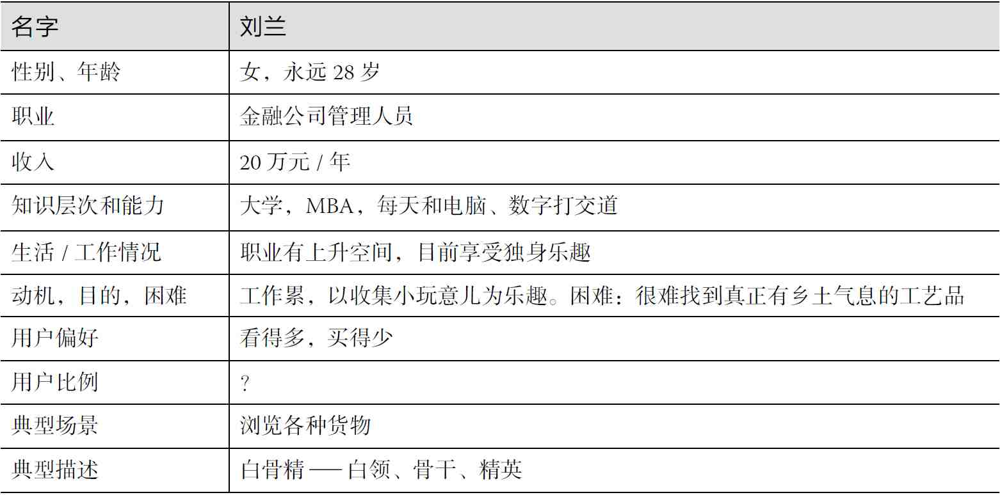 名字 刘兰
性别、年龄 女，永远 28 岁
职业 金融公司管理人员
收入 20 万元 / 年
知识层次和能力 大学，MBA，每天和电脑、数字打交道
生活 / 工作情况 职业有上升空间，目前享受独身乐趣
动机，目的，困难 工作累，以收集小玩意儿为乐趣。困难：很难找到真正有乡土气息的工艺品
用户偏好 看得多，买得少
用户比例 ?
典型场景 浏览各种货物
典型描述 白骨精——白领、骨干、精英